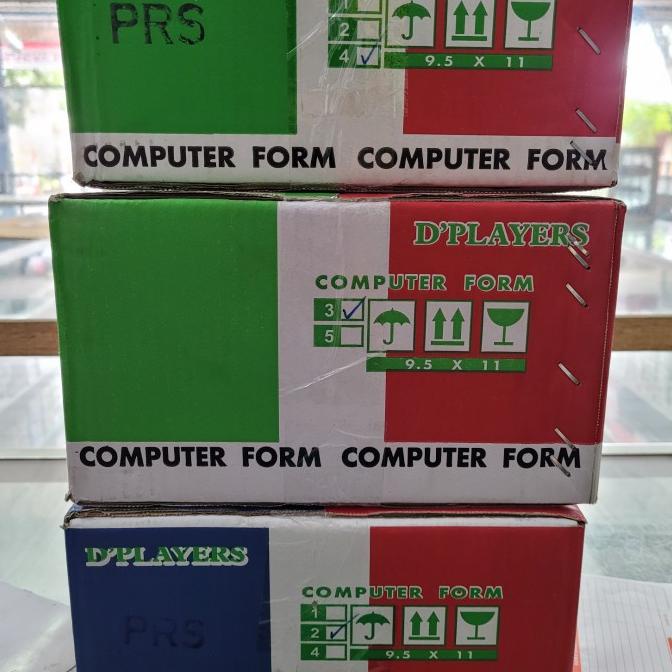 PRS
1
2
4
9.5 X 11
COMPUTER FORM COMPUTER FORM
D'PLAYERS
COMPUTER FORM
3
5
9.5 X 11
COMPUTER FORM COMPUTER FORM
D'PLAYERS
COMPUTER FORM
1
2
4
PRS
9.5 X 11